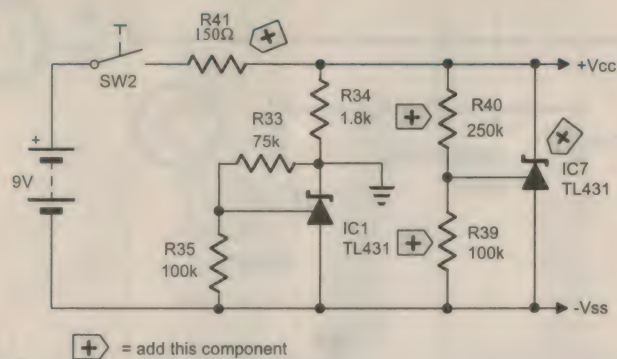 R41
150Ω
SW2
+Vcc
R34
1.8k
R33
75k
R40
250k
+
9V
IC7
TL431
IC1
TL431
R35
100k
R39
100k
-Vss
+ = add this component